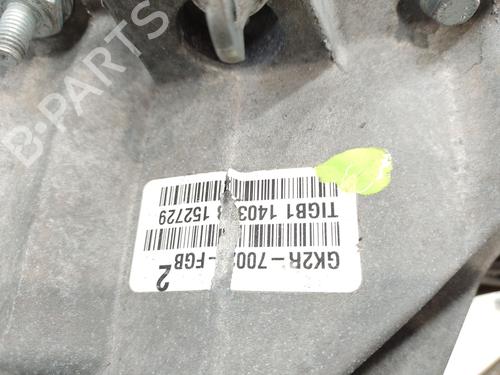 GK2R-700 -FGB
2
TIGB1 1403 3 152729
B-PARTS